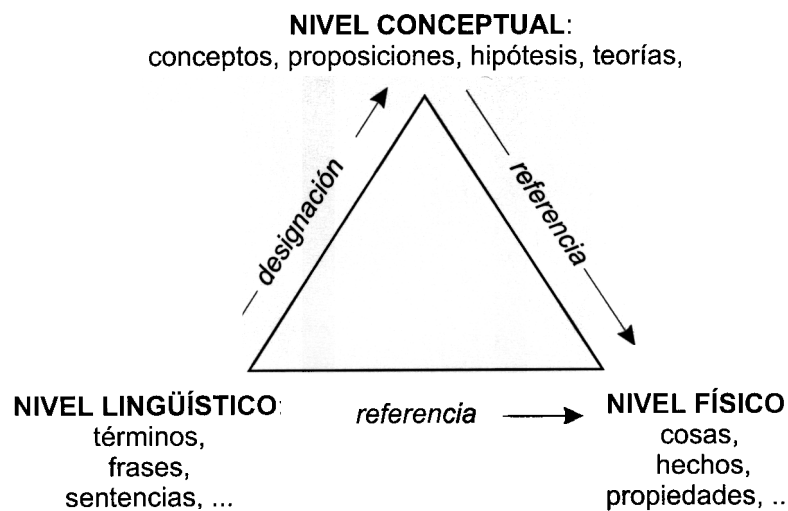 NIVEL CONCEPTUAL:
conceptos, proposiciones, hipótesis, teorías,
designación
referencia
NIVEL LINGÜÍSTICO:
términos,
frases,
sentencias, ...
referencia
NIVEL FÍSICO
cosas,
hechos,
propiedades, ..